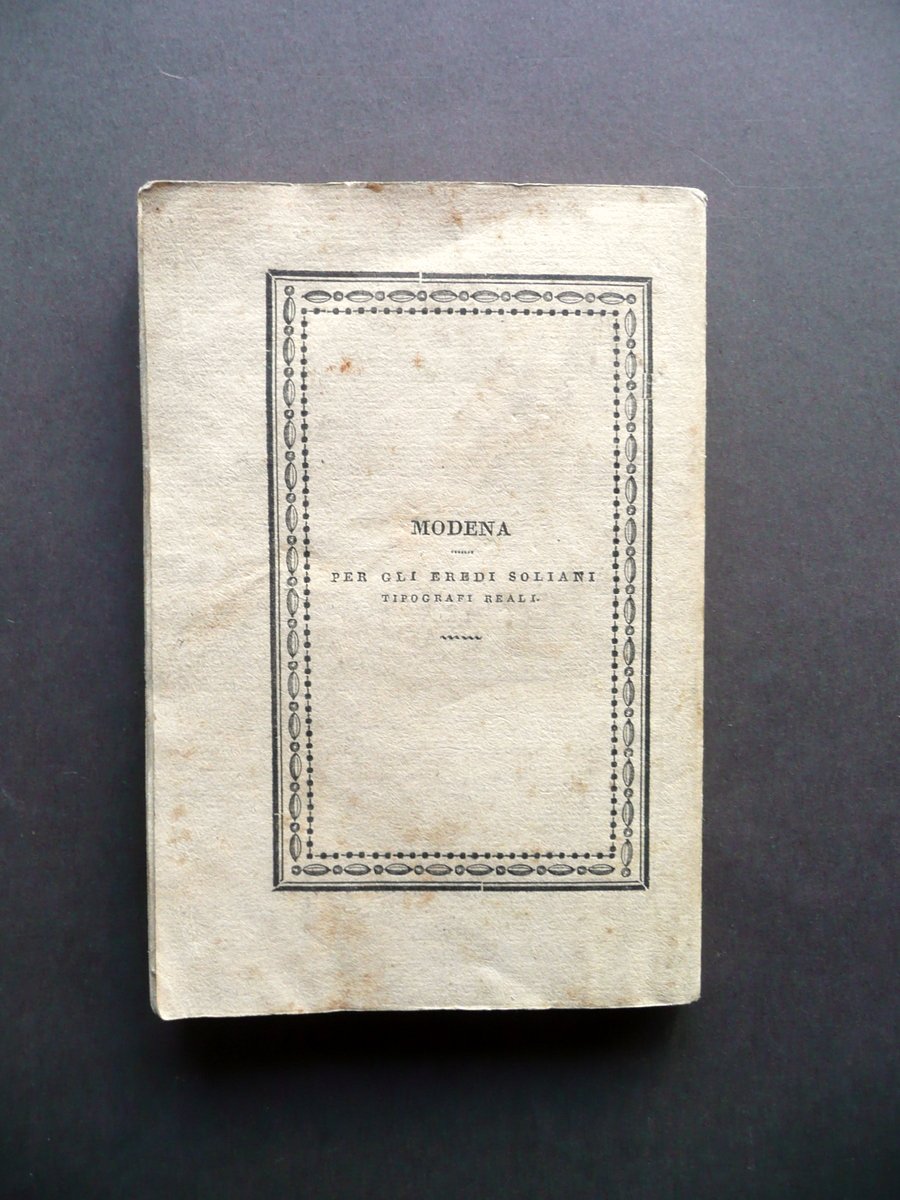 MODENA
PER GLI EREDI SOLIANI
TIPOGRAFI REALI.